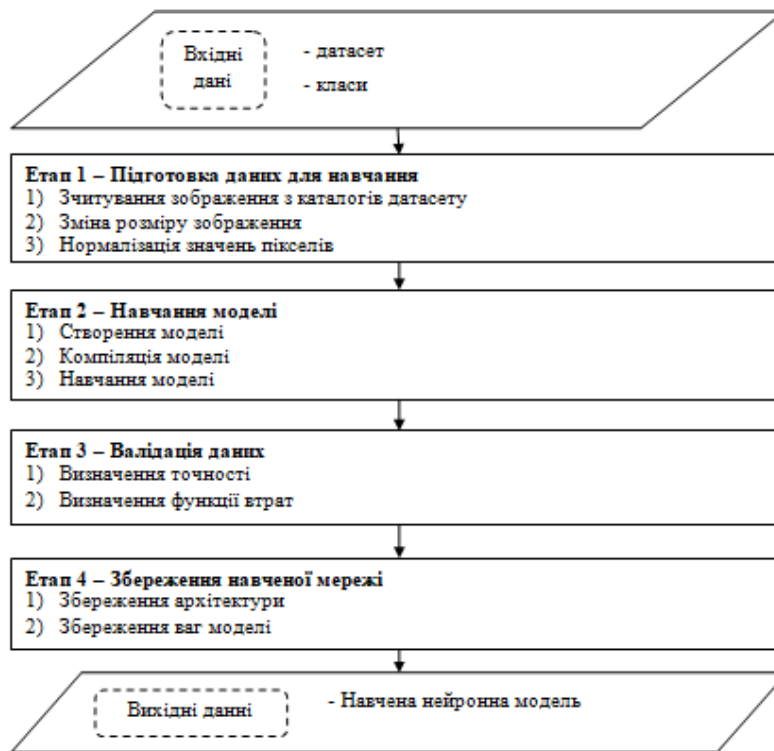 Вхідні
дані
- датасет
- класи
Етап 1 – Підготовка даних для навчання
1) Зчитування зображення з каталогів датасету
2) Зміна розміру зображення
3) Нормалізація значень пікселів
Етап 2 – Навчання моделі
1) Створення моделі
2) Компіляція моделі
3) Навчання моделі
Етап 3 – Валідація даних
1) Визначення точності
2) Визначення функції втрат
Етап 4 – Збереження навченої мережі
1) Збереження архітектури
2) Збереження ваг моделі
Вихідні данні
- Навчена нейронна модель